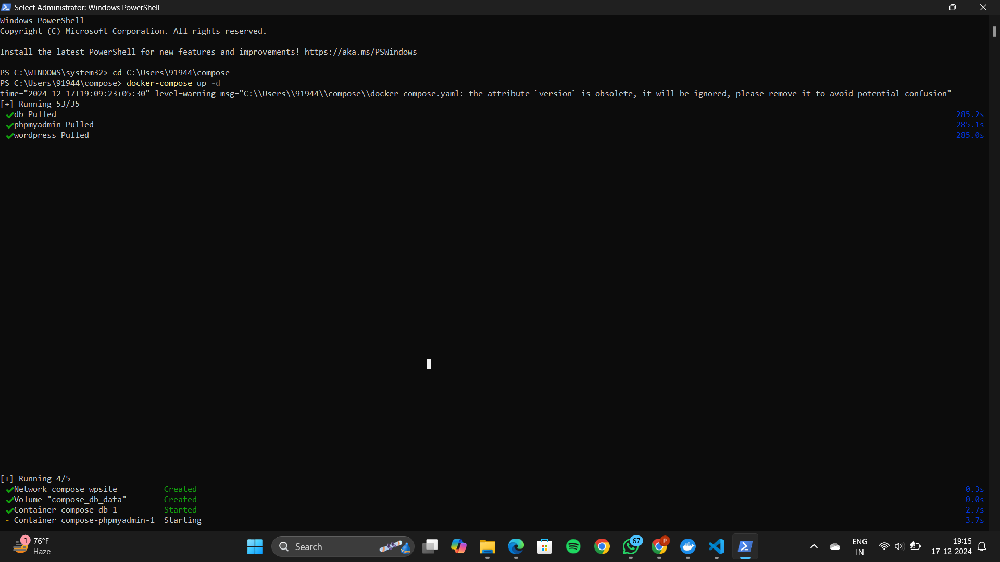 Select Administrator: Windows PowerShell
Windows PowerShell
Copyright (C) Microsoft Corporation. All rights reserved.
Install the latest PowerShell for new features and improvements! https://aka.ms/PSWindows
PS C:\WINDOWS\system32> cd C:\Users\91944\compose
PS C:\Users\91944\compose> docker-compose up -d
time="2024-12-17T19:09:23+05:30" level=warning msg="C:\\Users\\91944\\compose\\docker-compose.yaml: the attribute `version` is obsolete, it will be ignored, please remove it to avoid potential confusion"
[+] Running 53/35
✔db Pulled 285.2s
✔phpmyadmin Pulled 285.1s
✔wordpress Pulled 285.0s
[+] Running 4/5
✔Network compose_wpsite Created 0.3s
✔Volume "compose_db_data" Created 0.0s
✔Container compose-db-1 Started 2.7s
- Container compose-phpmyadmin-1 Starting 3.7s
1 76°F
Haze
Search
67
P
ENG
IN
19:15
17-12-2024